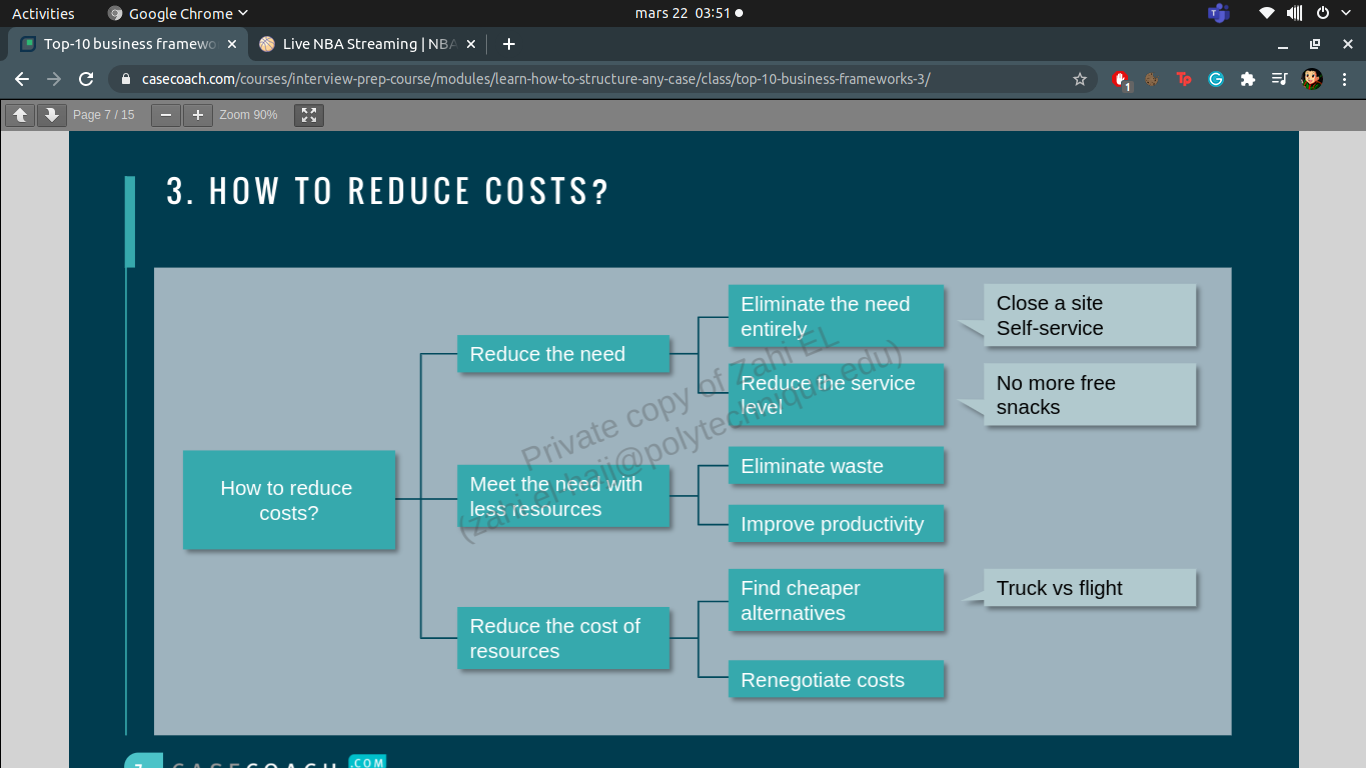 Activities
Google Chrome
mars 22 03:51
Top-10 business framewo
Live NBA Streaming | NBA
casecoach.com/courses/interview-prep-course/modules/learn-how-to-structure-any-case/class/top-10-business-frameworks-3/
1
Page 7 / 15
Zoom 90%
3. HOW TO REDUCE COSTS?
How to reduce
costs?
Reduce the need
Eliminate the need
entirely
Close a site
Self-service
Reduce the service
level
No more free
snacks
Meet the need with
less resources
Eliminate waste
Improve productivity
Reduce the cost of
resources
Find cheaper
alternatives
Truck vs flight
Renegotiate costs
Private copy of Zahi EL
(zahi.el-hajj@polytechnique.edu)
CASECOACH .COM